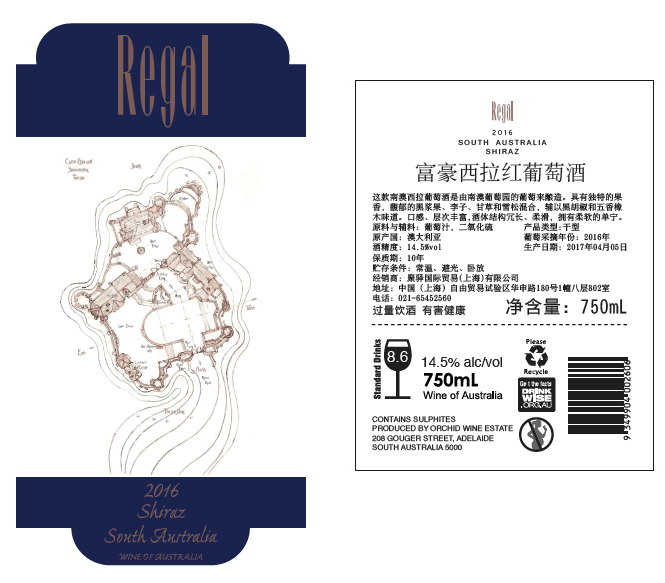 Regal
North
East
West
2016
Shiraz
South Australia
WINE OF AUSTRALIA
Regal
2016
SOUTH AUSTRALIA
SHIRAZ
富豪西拉红葡萄酒
这款南澳西拉葡萄酒是由南澳葡萄园的葡萄来酿造。具有独特的果
香，馥郁的黑浆果、李子、甘草和雪松混合，辅以黑胡椒和五香橡
木味道。口感、层次丰富,酒体结构冗长、柔滑，拥有柔软的单宁。
原料与辅料：葡萄汁，二氧化硫 产品类型:干型
原产国：澳大利亚 葡萄采摘年份：2016年
酒精度：14.5%vol 生产日期：2017年04月05日
保质期：10年
贮存条件：常温、避光、卧放
经销商：聚驿国际贸易(上海)有限公司
地址：中国（上海）自由贸易试验区华申路180号1幢八层802室
电话：021-65452560
过量饮酒 有害健康 净含量：750mL
Standard Drinks
8.6
14.5% alc/vol
750mL
Wine of Australia
Please
Recycle
Get the facts
DRINK
WISE
.ORG.AU
CONTAINS SULPHITES
PRODUCED BY ORCHID WINE ESTATE
208 GOUGER STREET, ADELAIDE
SOUTH AUSTRALIA 5000
9 349904 002606